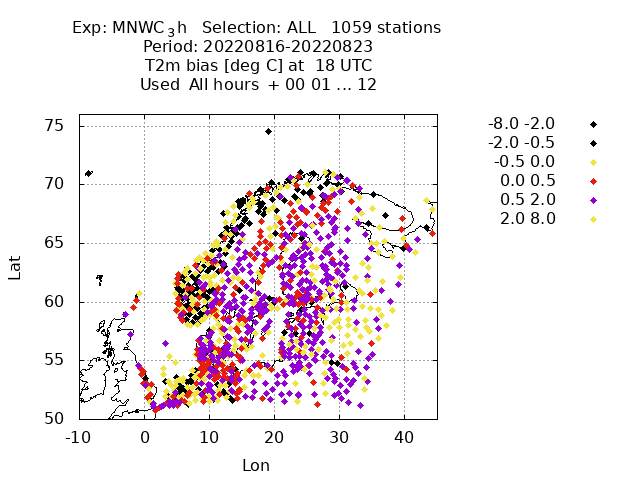 Exp: MNWC_3h   Selection: ALL   1059 stations
Period: 20220816-20220823
T2m bias [deg C] at  18 UTC
Used  All hours  + 00 01 ... 12
-8.0 -2.0
-2.0 -0.5
-0.5 0.0
0.0 0.5
0.5 2.0
2.0 8.0
75
70
65
60
55
50
Lat
-10 0 10 20 30 40
Lon